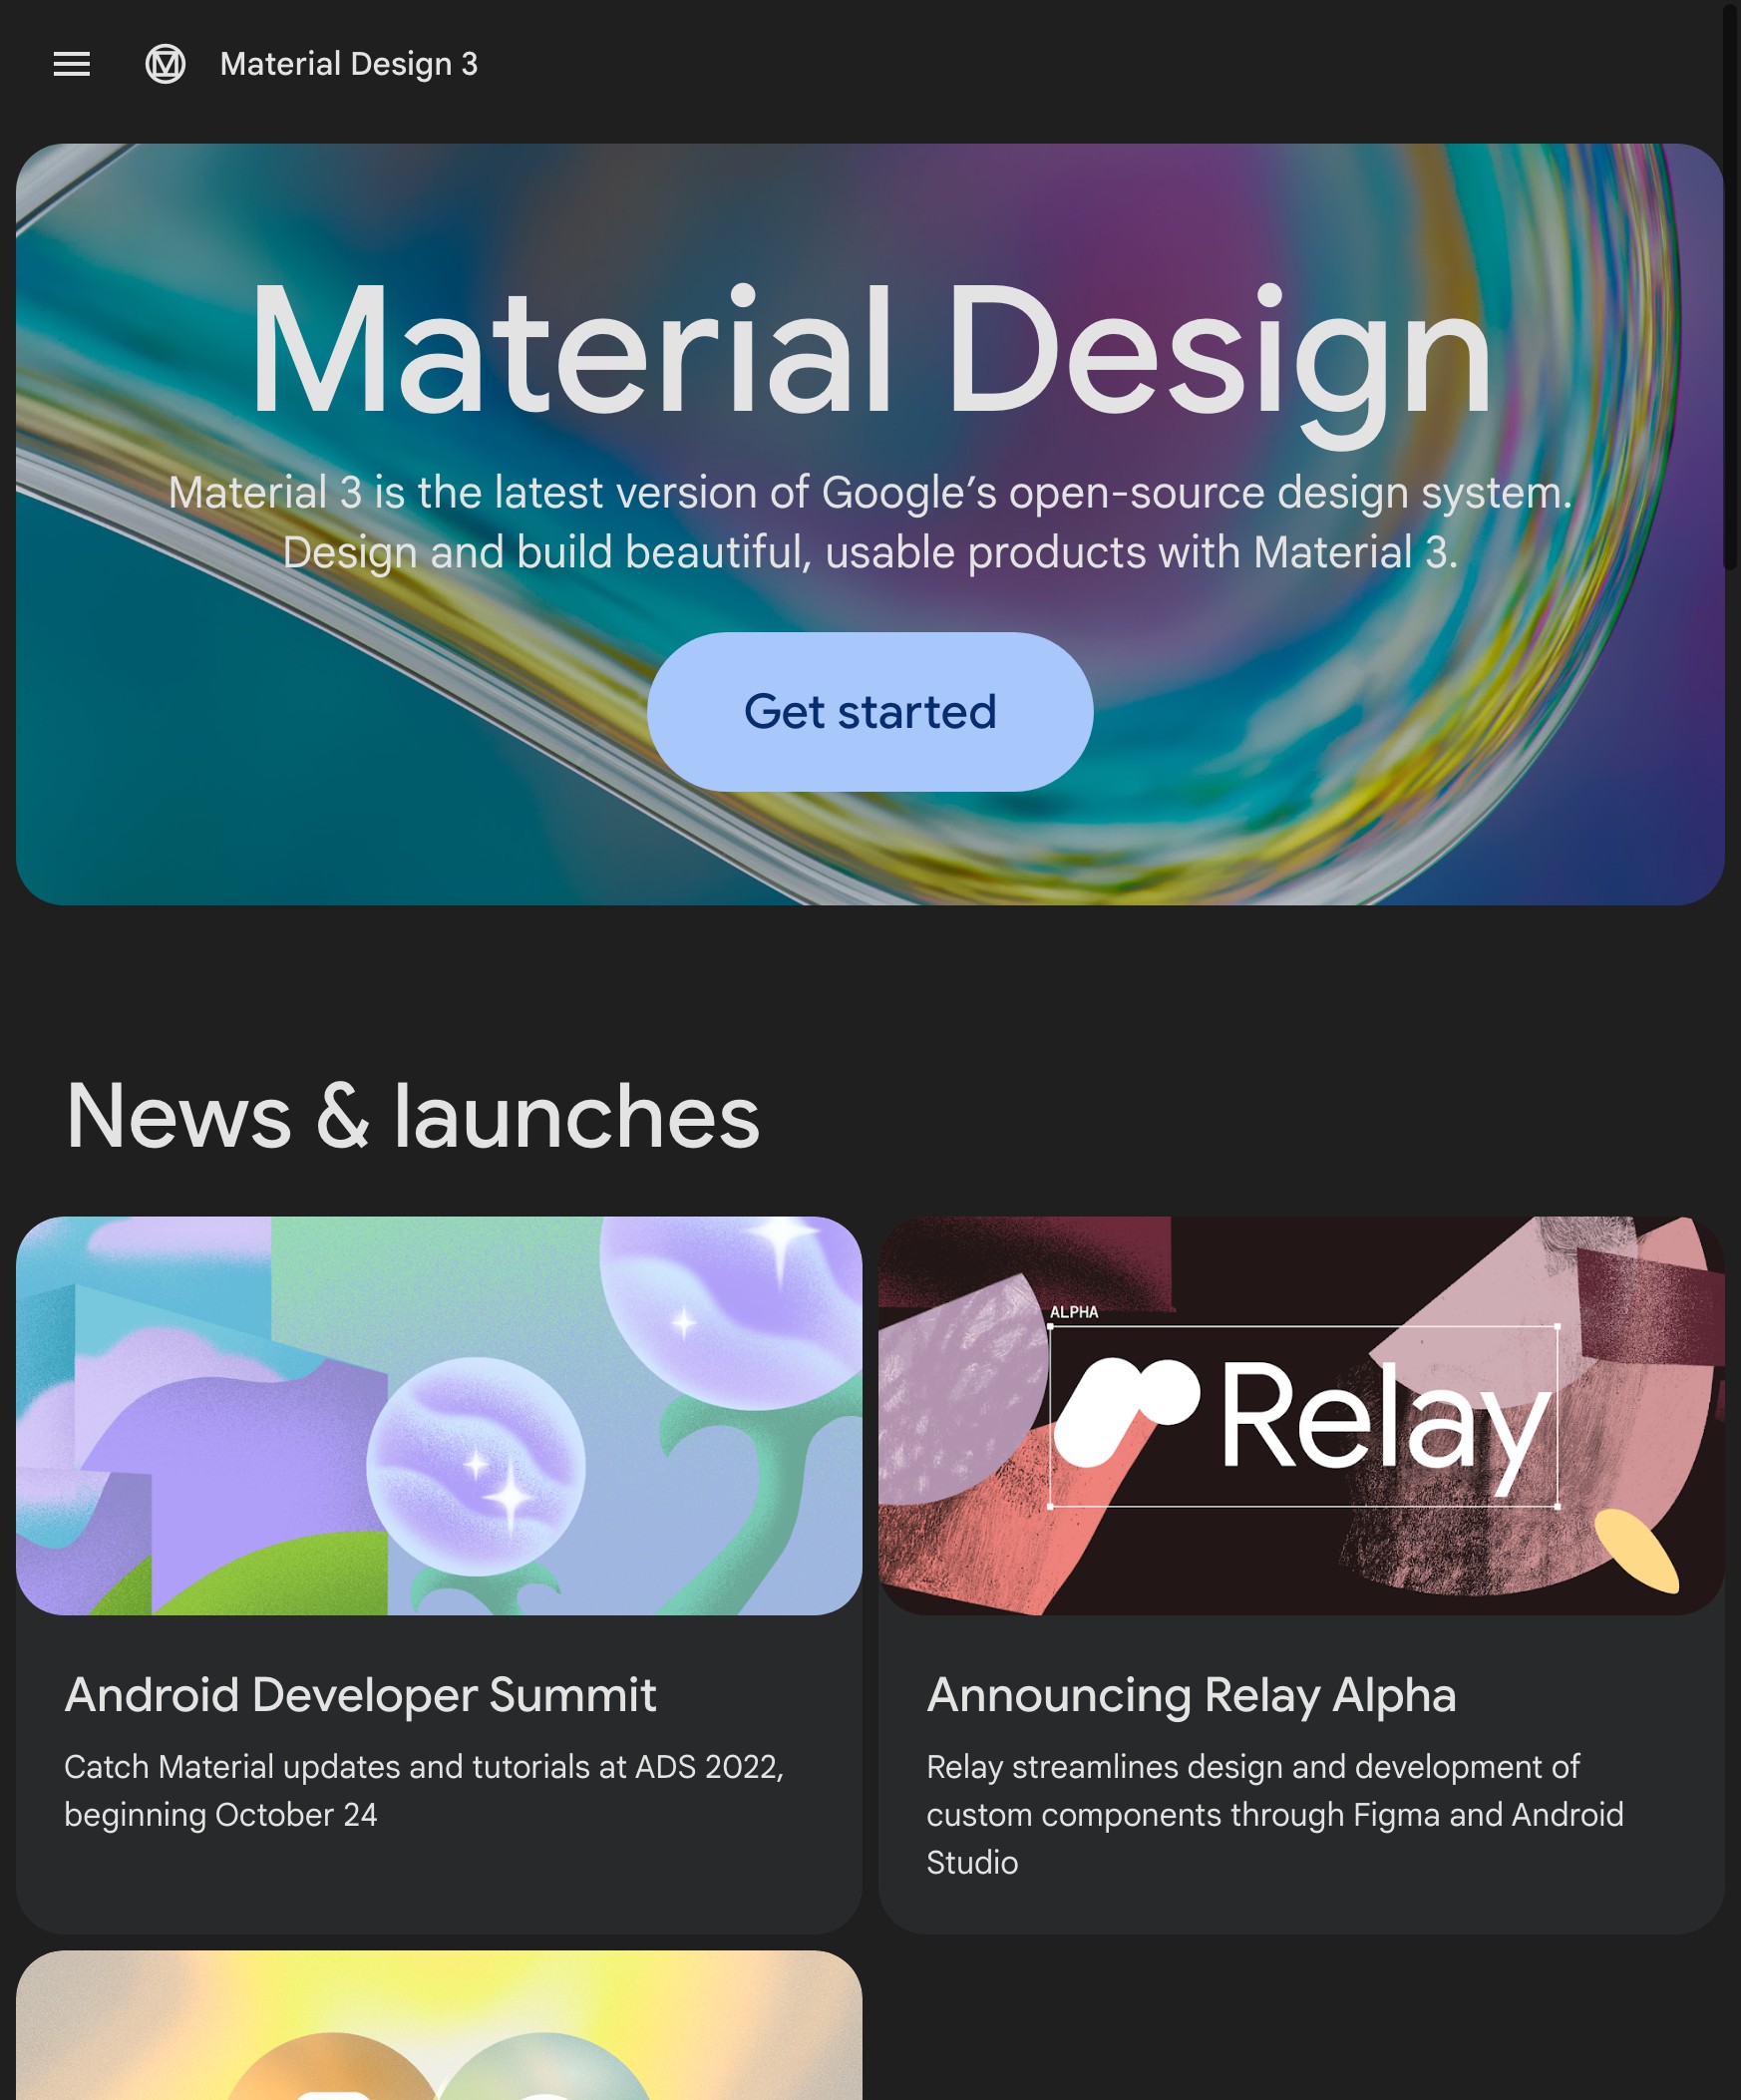 Material Design 3
Material Design
Material 3 is the latest version of Google’s open-source design system.
Design and build beautiful, usable products with Material 3.
Get started
News & launches
Android Developer Summit
Catch Material updates and tutorials at ADS 2022,
beginning October 24
ALPHA
Relay
Announcing Relay Alpha
Relay streamlines design and development of
custom components through Figma and Android
Studio